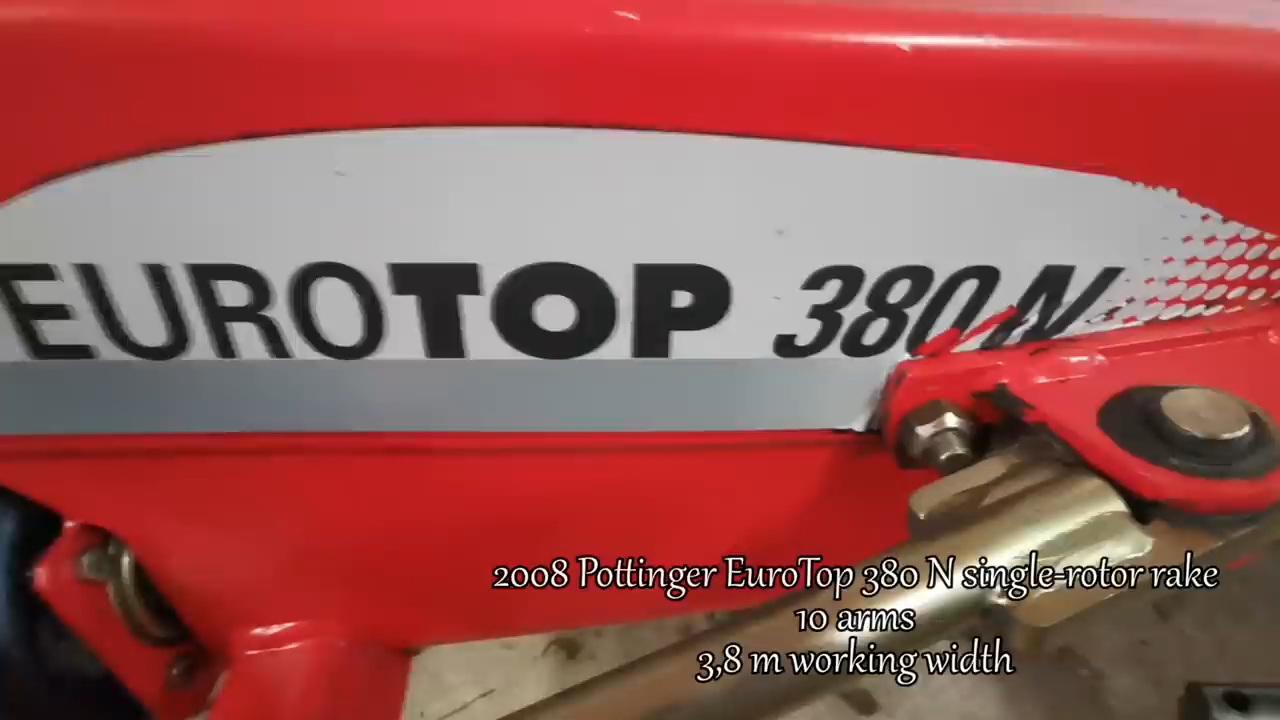 EUROTOP 380 N
2008 Pottinger EuroTop 380 N single-rotor rake
10 arms
3,8 m working width